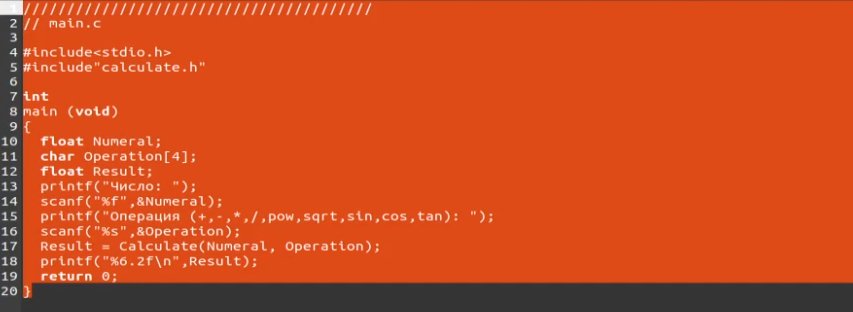 1 ////////////////////////////////////////
2 // main.c
3
4 #include<stdio.h>
5 #include"calculate.h"
6
7 int
8 main (void)
9 {
10   float Numeral;
11   char Operation[4];
12   float Result;
13   printf("Число: ");
14   scanf("%f",&Numeral);
15   printf("Операция (+,-,*,/,pow,sqrt,sin,cos,tan): ");
16   scanf("%s",&Operation);
17   Result = Calculate(Numeral, Operation);
18   printf("%6.2f\n",Result);
19   return 0;
20 }